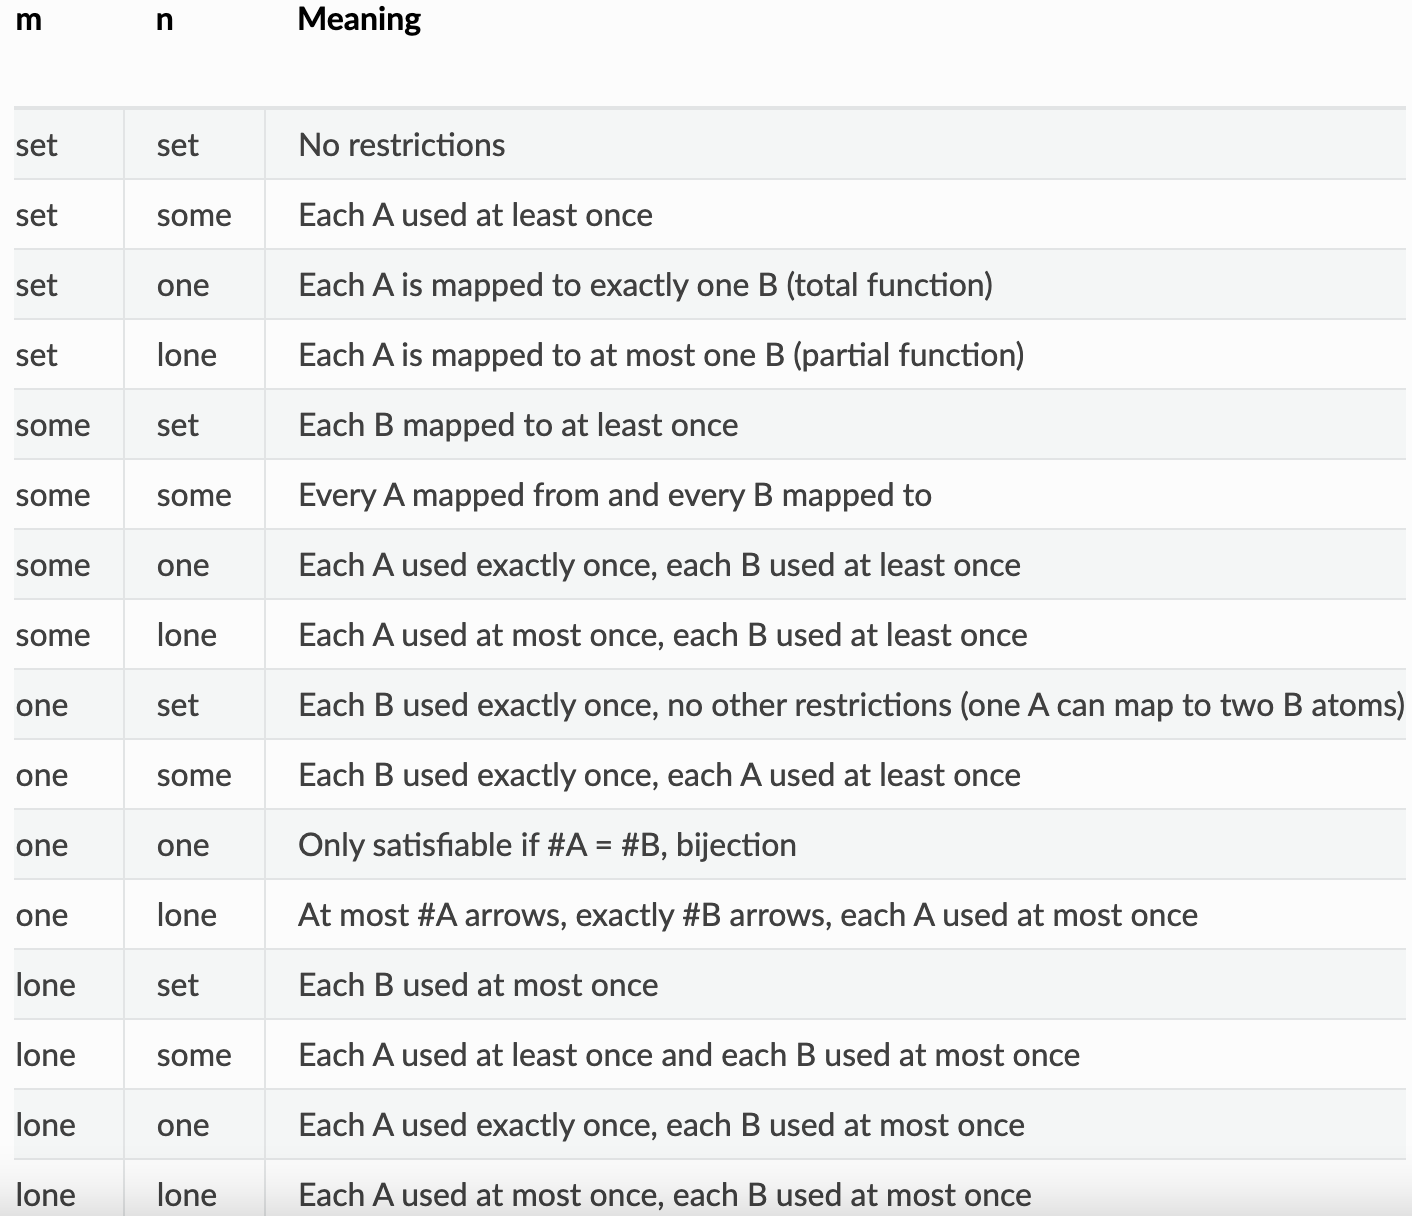 m n Meaning
set set No restrictions
set some Each A used at least once
set one Each A is mapped to exactly one B (total function)
set lone Each A is mapped to at most one B (partial function)
some set Each B mapped to at least once
some some Every A mapped from and every B mapped to
some one Each A used exactly once, each B used at least once
some lone Each A used at most once, each B used at least once
one set Each B used exactly once, no other restrictions (one A can map to two B atoms)
one some Each B used exactly once, each A used at least once
one one Only satisfiable if #A = #B, bijection
one lone At most #A arrows, exactly #B arrows, each A used at most once
lone set Each B used at most once
lone some Each A used at least once and each B used at most once
lone one Each A used exactly once, each B used at most once
lone lone Each A used at most once, each B used at most once